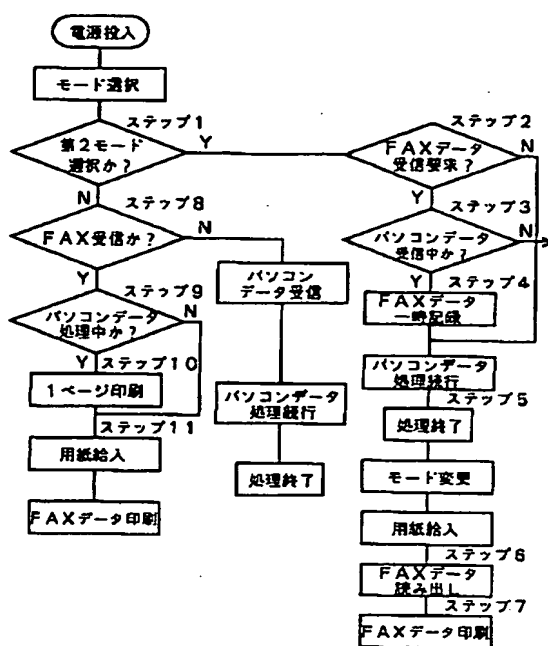 電源投入
モード選択
ステップ1
第2モード
選択か?
Y
N
ステップ8
FAX受信か?
N
Y
ステップ9
パソコンデータ
処理中か?
N
Y
ステップ10
1ページ印刷
ステップ11
用紙給入
FAXデータ印刷
パソコン
データ受信
パソコンデータ
処理続行
処理終了
ステップ2
FAXデータ
受信要求?
N
Y
ステップ3
パソコンデータ
受信中か?
N
Y
ステップ4
FAXデータ
一時記録
パソコンデータ
処理続行
ステップ5
処理終了
モード変更
用紙給入
ステップ6
FAXデータ
読み出し
ステップ7
FAXデータ印刷